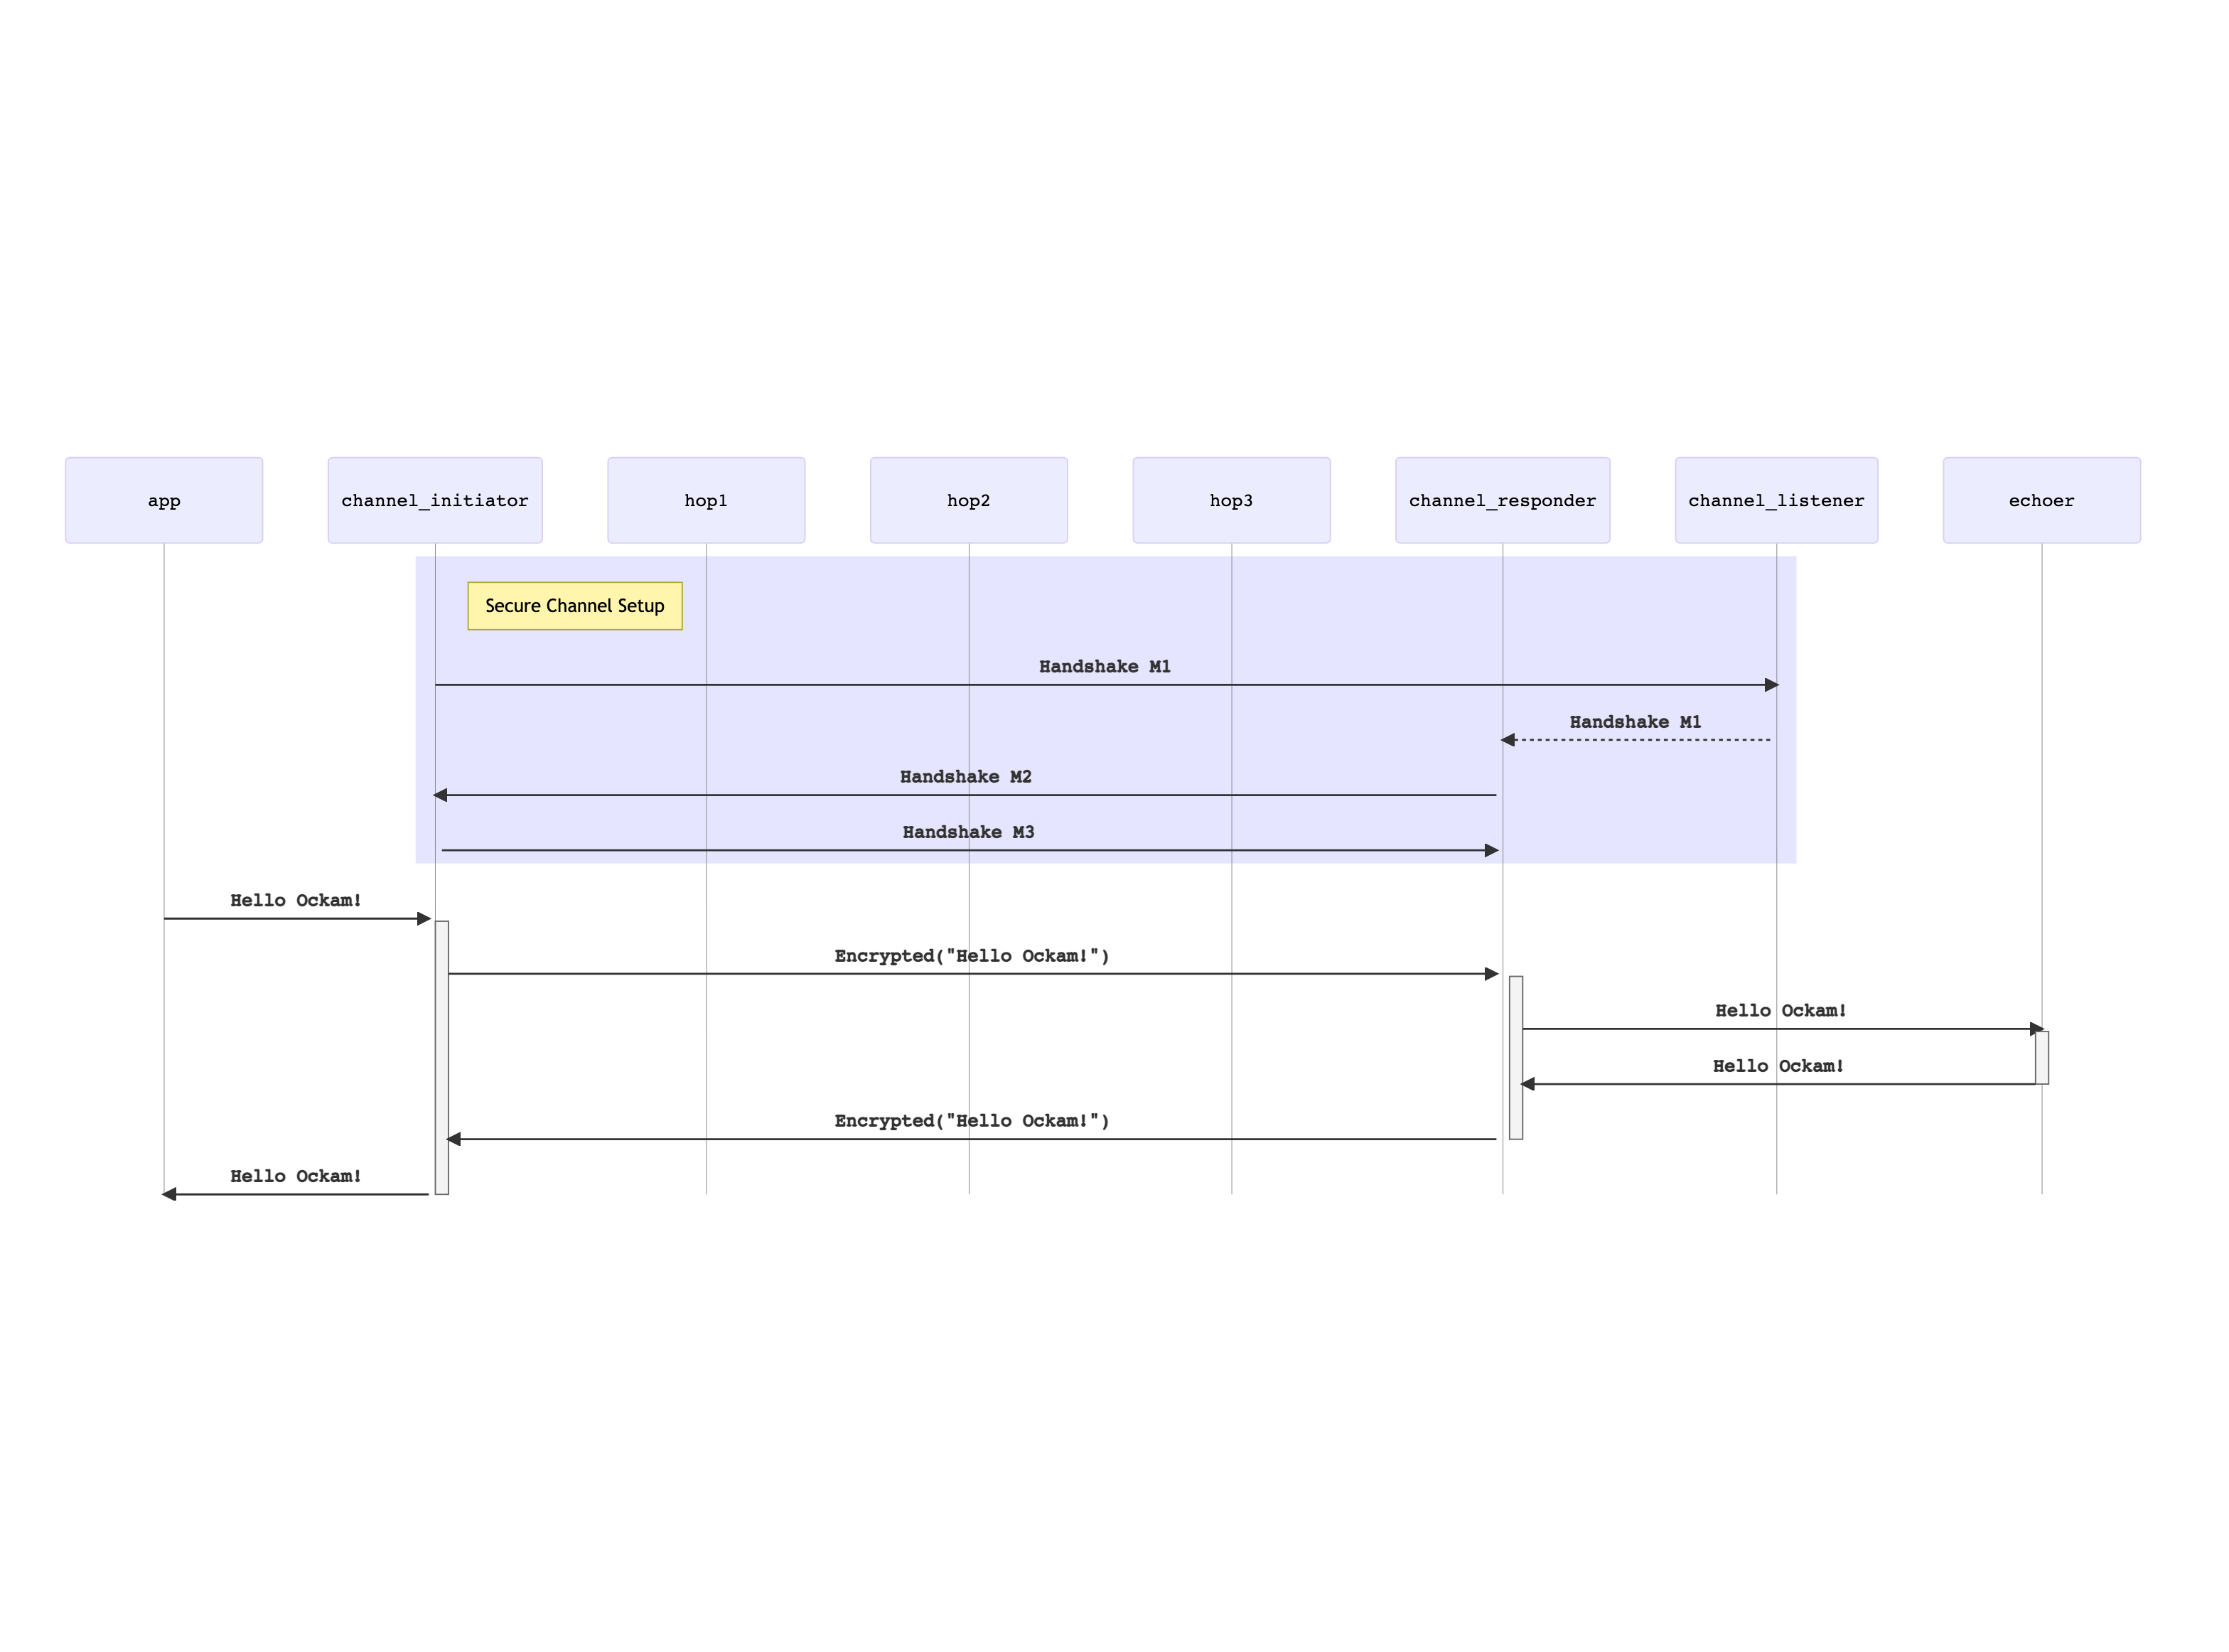 app
channel_initiator
hop1
hop2
hop3
channel_responder
channel_listener
echoer
Secure Channel Setup
Handshake M1
Handshake M1
Handshake M2
Handshake M3
Hello Ockam!
Encrypted("Hello Ockam!")
Hello Ockam!
Hello Ockam!
Encrypted("Hello Ockam!")
Hello Ockam!